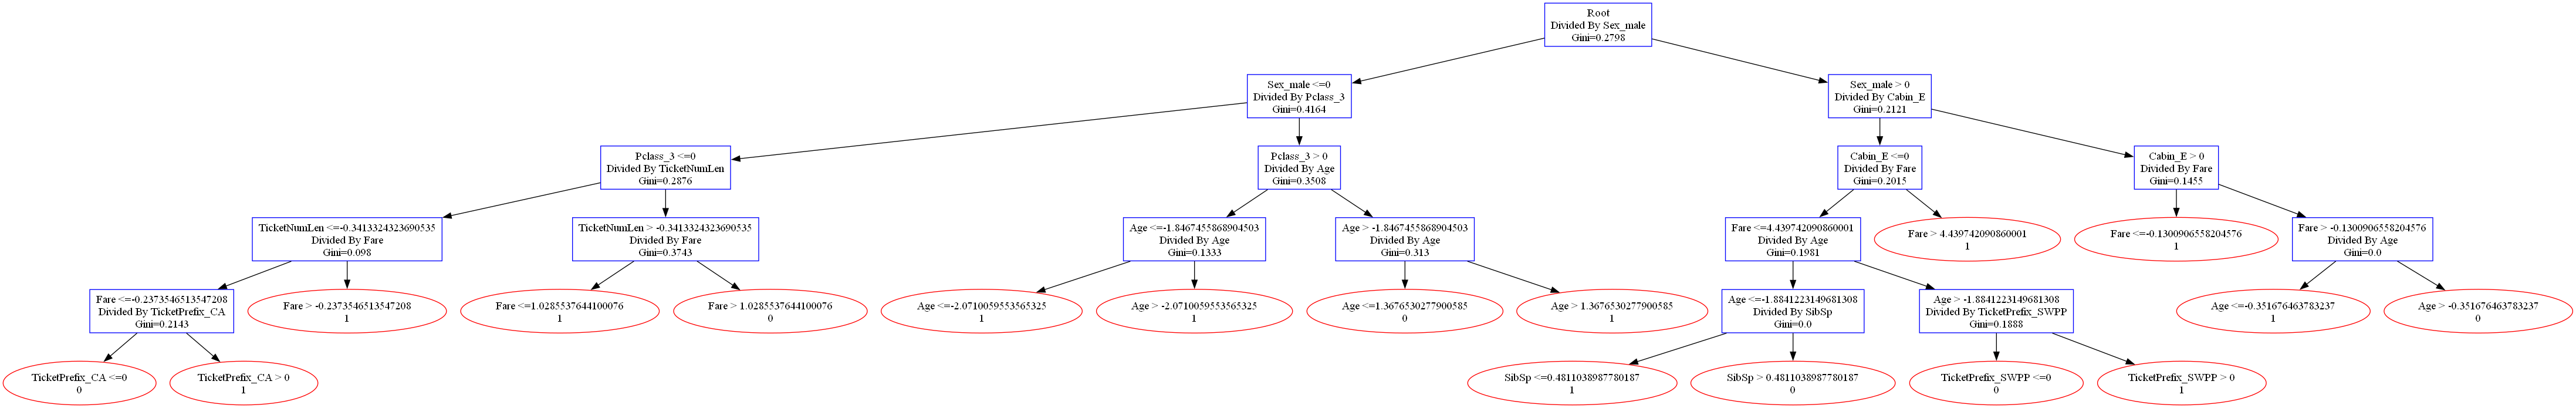 Root
Divided By Sex_male
Gini=0.2798
Sex_male <=0
Divided By Pclass_3
Gini=0.4164
Sex_male > 0
Divided By Cabin_E
Gini=0.2121
Pclass_3 <=0
Divided By TicketNumLen
Gini=0.2876
Pclass_3 > 0
Divided By Age
Gini=0.3508
Cabin_E <=0
Divided By Fare
Gini=0.2015
Cabin_E > 0
Divided By Fare
Gini=0.1455
TicketNumLen <=-0.3413324323690535
Divided By Fare
Gini=0.098
TicketNumLen > -0.3413324323690535
Divided By Fare
Gini=0.3743
Age <=-1.8467455868904503
Divided By Age
Gini=0.1333
Age > -1.8467455868904503
Divided By Age
Gini=0.313
Fare <=4.439742090860001
Divided By Age
Gini=0.1981
Fare > 4.439742090860001
1
Fare <=-0.1300906558204576
1
Fare > -0.1300906558204576
Divided By Age
Gini=0.0
Fare <=-0.2373546513547208
Divided By TicketPrefix_CA
Gini=0.2143
Fare > -0.2373546513547208
1
Fare <=1.0285537644100076
1
Fare > 1.0285537644100076
0
Age <=-2.0710059553565325
1
Age > -2.0710059553565325
1
Age <=1.3676530277900585
0
Age > 1.3676530277900585
1
Age <=-1.8841223149681308
Divided By SibSp
Gini=0.0
Age > -1.8841223149681308
Divided By TicketPrefix_SWPP
Gini=0.1888
Age <=-0.351676463783237
1
Age > -0.351676463783237
0
TicketPrefix_CA <=0
0
TicketPrefix_CA > 0
1
SibSp <=0.4811038987780187
1
SibSp > 0.4811038987780187
0
TicketPrefix_SWPP <=0
0
TicketPrefix_SWPP > 0
1